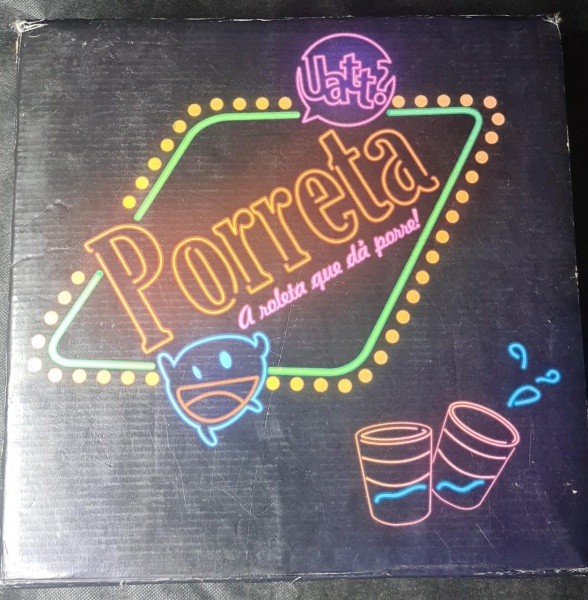 Uatt?
Porreta
A roleta que dá porre!